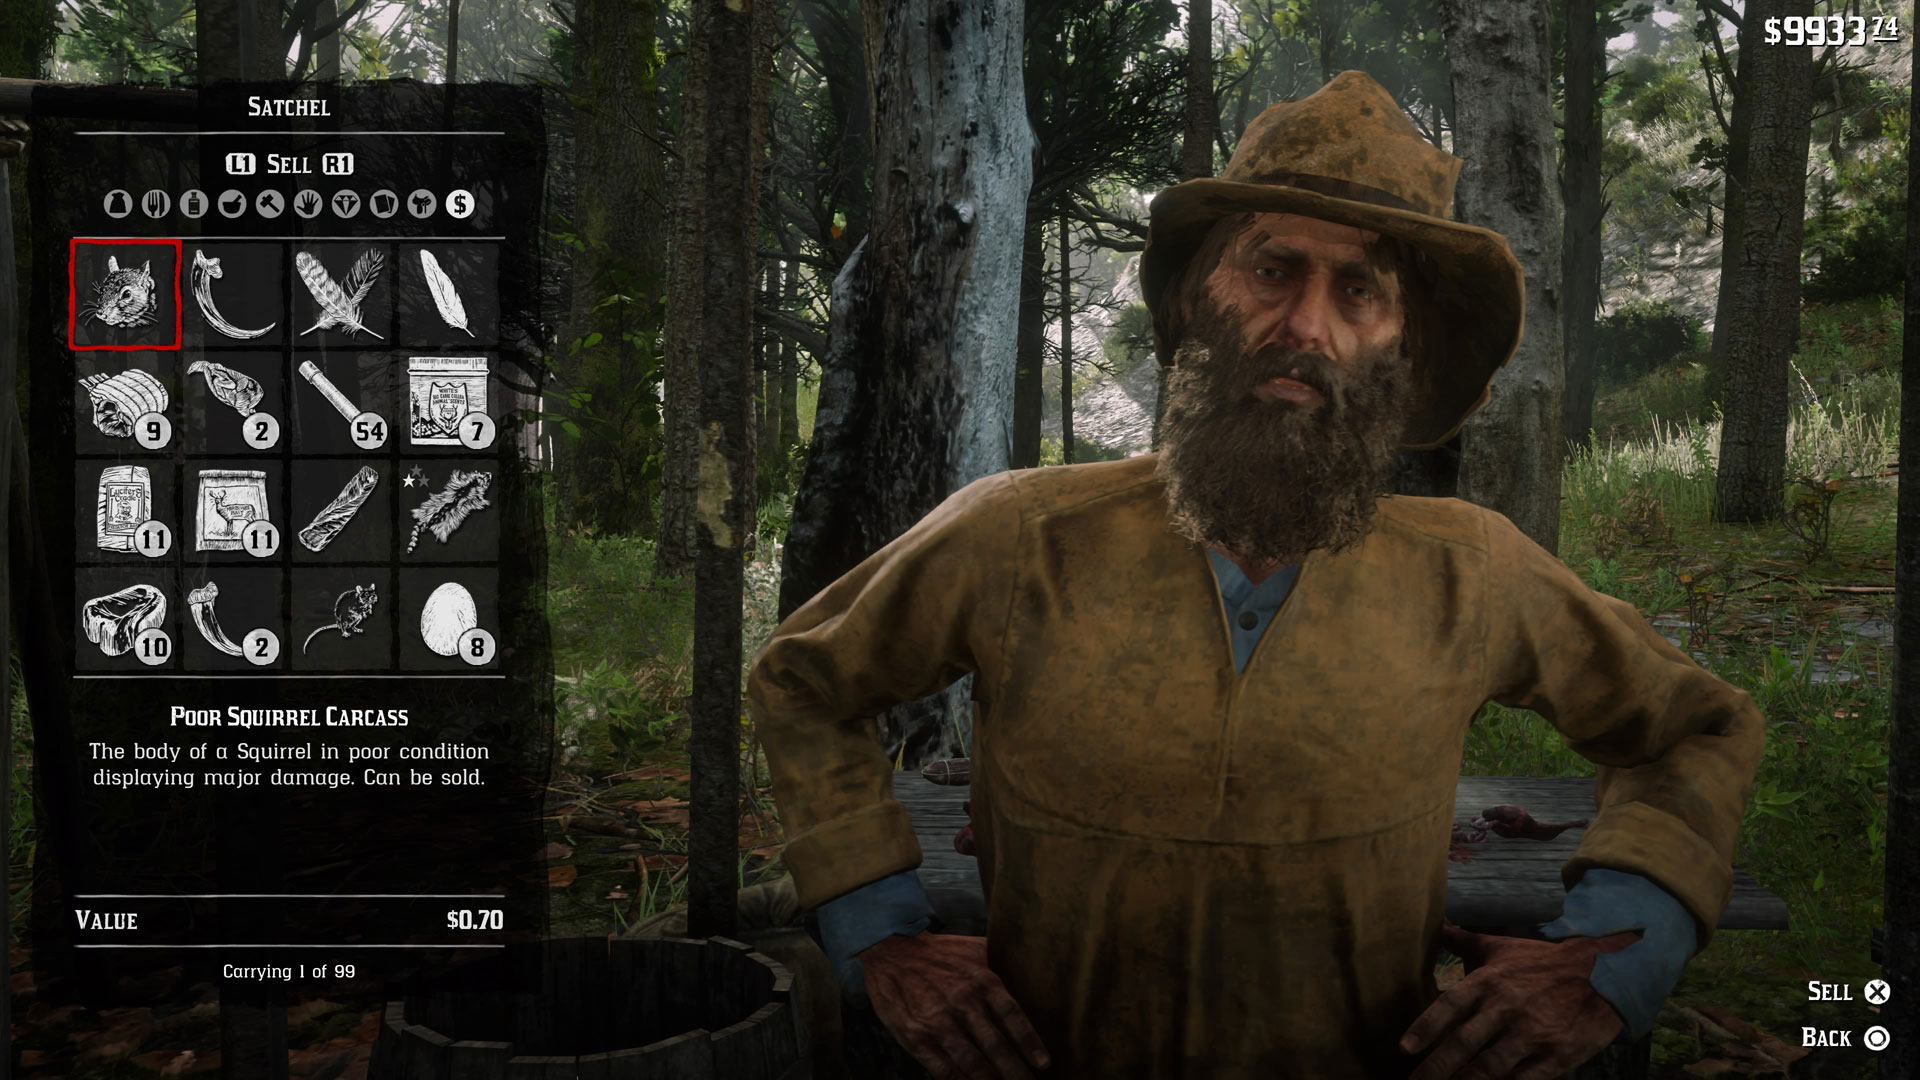 $9933 74
SATCHEL
L1 SELL R1
$
9
2
54
7
11
11
10
2
8
POOR SQUIRREL CARCASS
The body of a Squirrel in poor condition
displaying major damage. Can be sold.
VALUE $0.70
Carrying 1 of 99
SELL
BACK